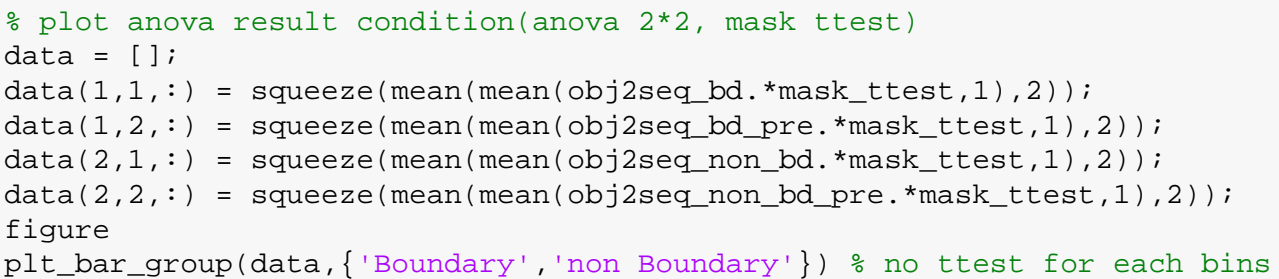 % plot anova result condition(anova 2*2, mask ttest)
data = [];
data(1,1,:) = squeeze(mean(mean(obj2seq_bd.*mask_ttest,1),2));
data(1,2,:) = squeeze(mean(mean(obj2seq_bd_pre.*mask_ttest,1),2));
data(2,1,:) = squeeze(mean(mean(obj2seq_non_bd.*mask_ttest,1),2));
data(2,2,:) = squeeze(mean(mean(obj2seq_non_bd_pre.*mask_ttest,1),2));
figure
plt_bar_group(data,{'Boundary','non Boundary'}) % no ttest for each bins